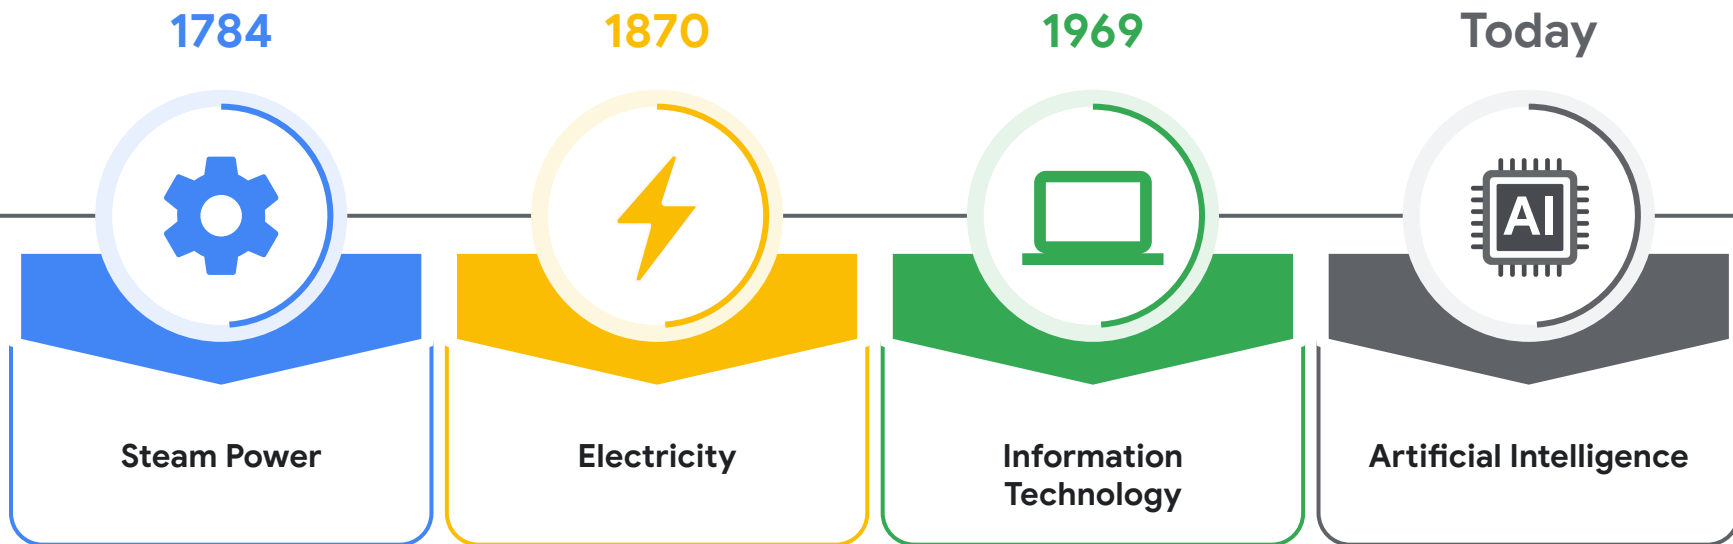 1784
1870
1969
Today
AI
Steam Power
Electricity
Information
Technology
Artificial Intelligence